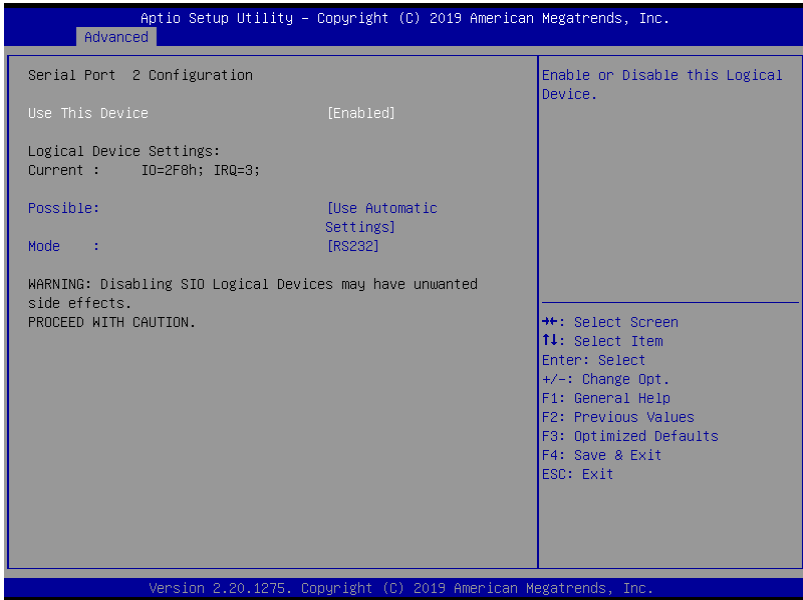 Aptio Setup Utility – Copyright (C) 2019 American Megatrends, Inc.
Advanced
Serial Port  2 Configuration
Use This Device [Enabled]
Logical Device Settings:
Current :     IO=2F8h; IRQ=3;
Possible: [Use Automatic
Settings]
Mode    : [RS232]
WARNING: Disabling SIO Logical Devices may have unwanted
side effects.
PROCEED WITH CAUTION.
Enable or Disable this Logical
Device.
→←: Select Screen
↑↓: Select Item
Enter: Select
+/-: Change Opt.
F1: General Help
F2: Previous Values
F3: Optimized Defaults
F4: Save & Exit
ESC: Exit
Version 2.20.1275. Copyright (C) 2019 American Megatrends, Inc.